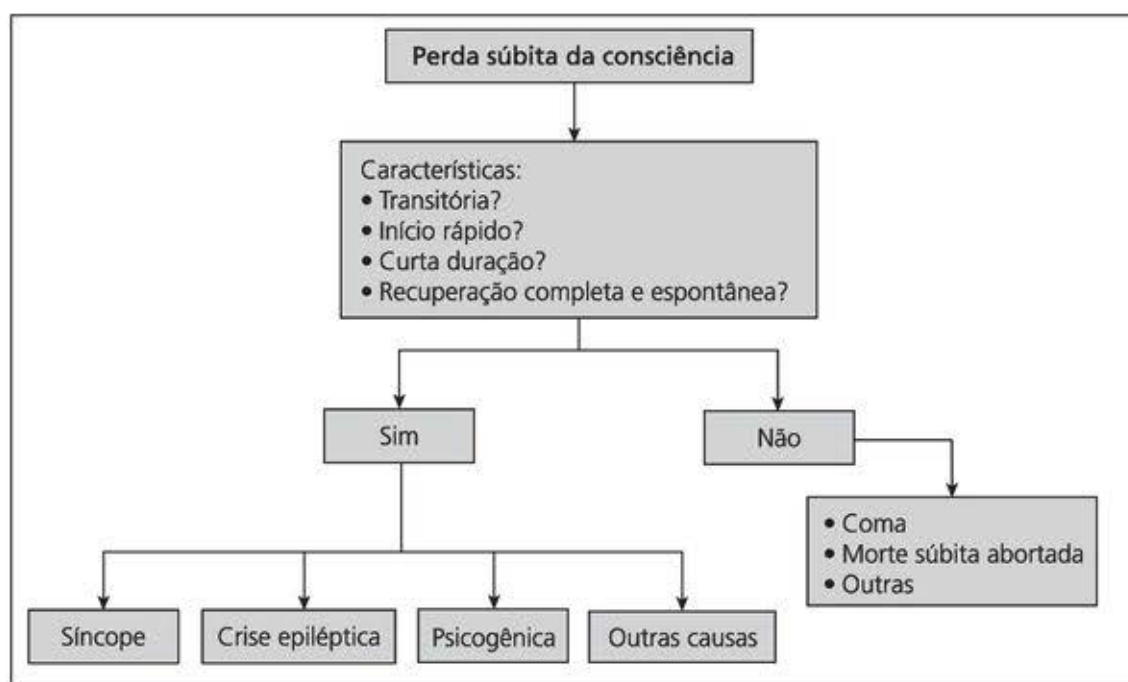 Perda súbita da consciência
Características:
• Transitória?
• Início rápido?
• Curta duração?
• Recuperação completa e espontânea?
Sim
Não
• Coma
• Morte súbita abortada
• Outras
Síncope
Crise epiléptica
Psicogênica
Outras causas